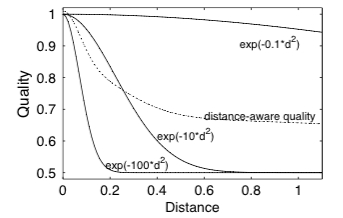 1
0.9
0.8
0.7
0.6
0.5
Quality
exp(-0.1*d²)
distance-aware quality
exp(-10*d²)
exp(-100*d²)
0 0.2 0.4 0.6 0.8 1
Distance